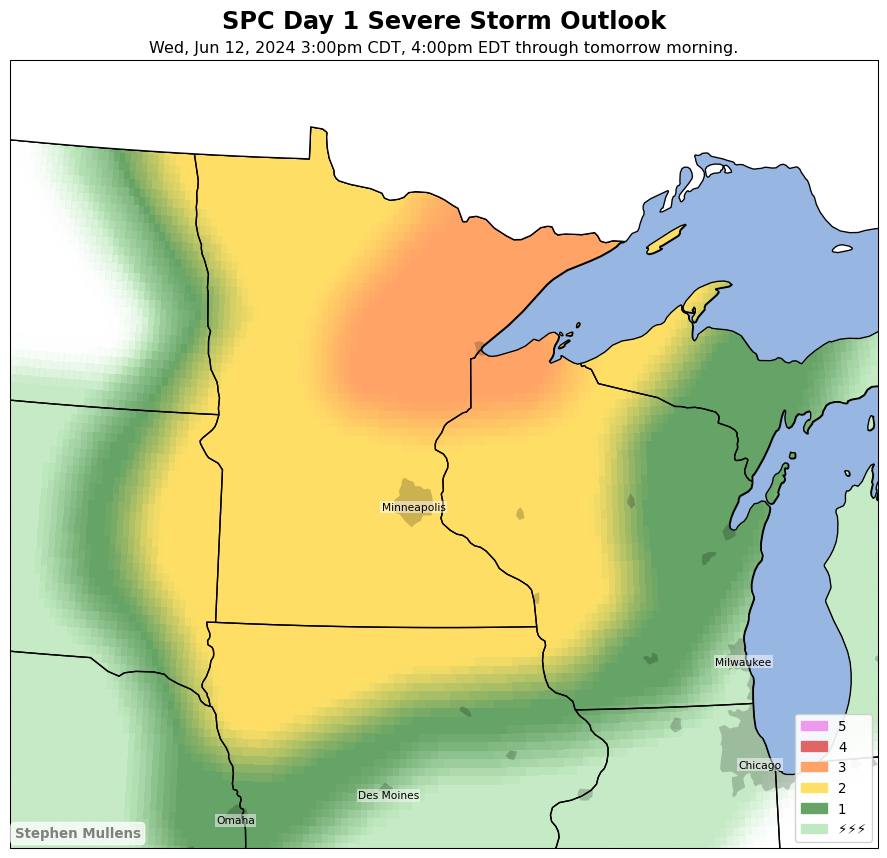 SPC Day 1 Severe Storm Outlook
Wed, Jun 12, 2024 3:00pm CDT, 4:00pm EDT through tomorrow morning.
Minneapolis
Milwaukee
Chicago
Des Moines
Omaha
5
4
3
2
1
⚡⚡⚡
Stephen Mullens